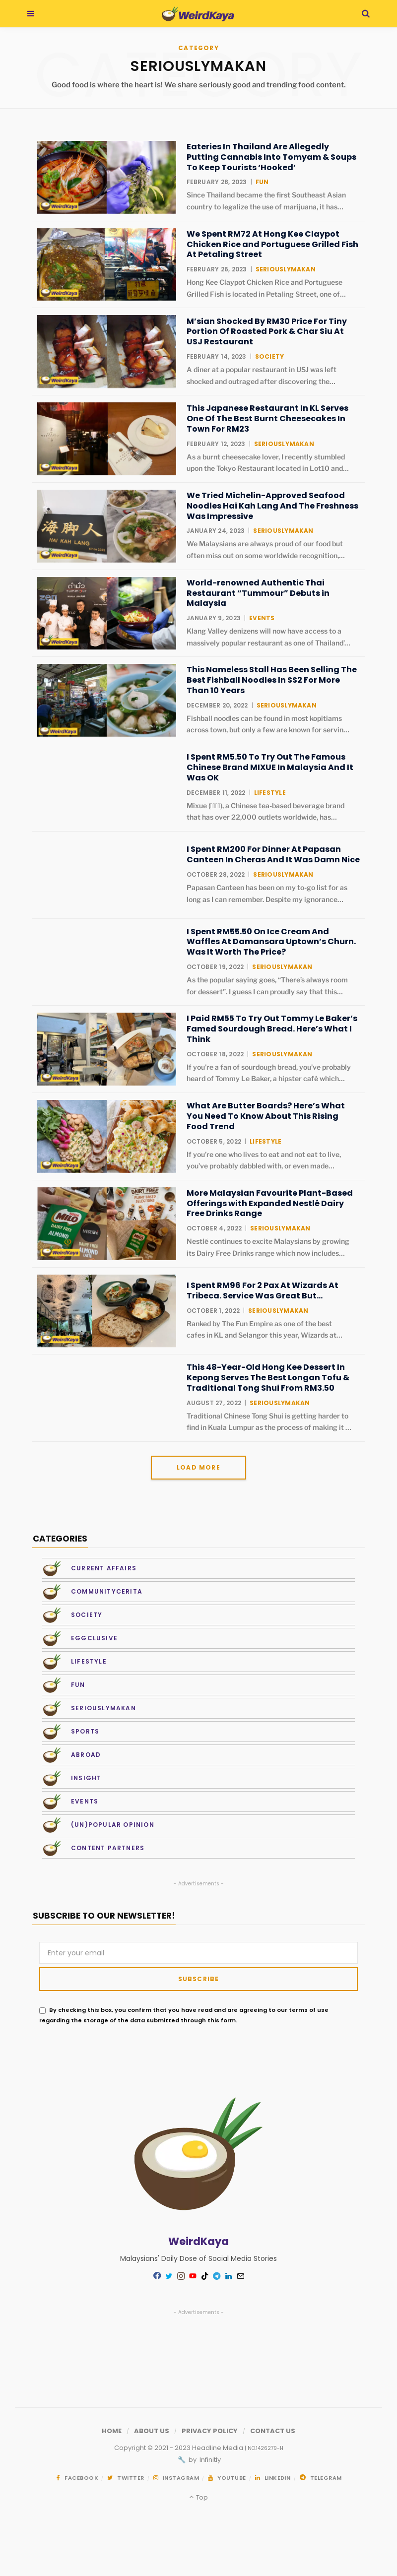 WeirdKaya
CATEGORY
SERIOUSLYMAKAN
Good food is where the heart is! We share seriously good and trending food content.
Eateries In Thailand Are Allegedly
Putting Cannabis Into Tomyam & Soups
To Keep Tourists ‘Hooked’
FEBRUARY 28, 2023 | FUN
Since Thailand became the first Southeast Asian
country to legalize the use of marijuana, it has...
WeirdKaya
We Spent RM72 At Hong Kee Claypot
Chicken Rice and Portuguese Grilled Fish
At Petaling Street
FEBRUARY 26, 2023 | SERIOUSLYMAKAN
Hong Kee Claypot Chicken Rice and Portuguese
Grilled Fish is located in Petaling Street, one of...
WeirdKaya
M’sian Shocked By RM30 Price For Tiny
Portion Of Roasted Pork & Char Siu At
USJ Restaurant
FEBRUARY 14, 2023 | SOCIETY
A diner at a popular restaurant in USJ was left
shocked and outraged after discovering the...
WeirdKaya
This Japanese Restaurant In KL Serves
One Of The Best Burnt Cheesecakes In
Town For RM23
FEBRUARY 12, 2023 | SERIOUSLYMAKAN
As a burnt cheesecake lover, I recently stumbled
upon the Tokyo Restaurant located in Lot10 and...
WeirdKaya
We Tried Michelin-Approved Seafood
Noodles Hai Kah Lang And The Freshness
Was Impressive
JANUARY 24, 2023 | SERIOUSLYMAKAN
We Malaysians are always proud of our food but
often miss out on some worldwide recognition,...
海脚人
HAI KAH LANG
WeirdKaya
World-renowned Authentic Thai
Restaurant “Tummour” Debuts in
Malaysia
JANUARY 9, 2023 | EVENTS
Klang Valley denizens will now have access to a
massively popular restaurant as one of Thailand’...
WeirdKaya
This Nameless Stall Has Been Selling The
Best Fishball Noodles In SS2 For More
Than 10 Years
DECEMBER 20, 2022 | SERIOUSLYMAKAN
Fishball noodles can be found in most kopitiams
across town, but only a few are known for servin...
WeirdKaya
I Spent RM5.50 To Try Out The Famous
Chinese Brand MIXUE In Malaysia And It
Was OK
DECEMBER 11, 2022 | LIFESTYLE
Mixue (), a Chinese tea-based beverage brand
that has over 22,000 outlets worldwide, has...
I Spent RM200 For Dinner At Papasan
Canteen In Cheras And It Was Damn Nice
OCTOBER 28, 2022 | SERIOUSLYMAKAN
Papasan Canteen has been on my to-go list for as
long as I can remember. Despite my ignorance...
I Spent RM55.50 On Ice Cream And
Waffles At Damansara Uptown’s Churn.
Was It Worth The Price?
OCTOBER 19, 2022 | SERIOUSLYMAKAN
As the popular saying goes, “There’s always room
for dessert”. I guess I can proudly say that this...
I Paid RM55 To Try Out Tommy Le Baker’s
Famed Sourdough Bread. Here’s What I
Think
OCTOBER 18, 2022 | SERIOUSLYMAKAN
If you’re a fan of sourdough bread, you’ve probably
heard of Tommy Le Baker, a hipster café which...
WeirdKaya
What Are Butter Boards? Here’s What
You Need To Know About This Rising
Food Trend
OCTOBER 5, 2022 | LIFESTYLE
If you’re one who lives to eat and not eat to live,
you’ve probably dabbled with, or even made...
WeirdKaya
More Malaysian Favourite Plant-Based
Offerings with Expanded Nestlé Dairy
Free Drinks Range
OCTOBER 4, 2022 | SERIOUSLYMAKAN
Nestlé continues to excite Malaysians by growing
its Dairy Free Drinks range which now includes...
MILO
DAIRY FREE
ALMOND
WeirdKaya
I Spent RM96 For 2 Pax At Wizards At
Tribeca. Service Was Great But...
OCTOBER 1, 2022 | SERIOUSLYMAKAN
Ranked by The Fun Empire as one of the best
cafes in KL and Selangor this year, Wizards at...
WeirdKaya
This 48-Year-Old Hong Kee Dessert In
Kepong Serves The Best Longan Tofu &
Traditional Tong Shui From RM3.50
AUGUST 27, 2022 | SERIOUSLYMAKAN
Traditional Chinese Tong Shui is getting harder to
find in Kuala Lumpur as the process of making it ...
LOAD MORE
CATEGORIES
CURRENT AFFAIRS
COMMUNITYCERITA
SOCIETY
EGGCLUSIVE
LIFESTYLE
FUN
SERIOUSLYMAKAN
SPORTS
ABROAD
INSIGHT
EVENTS
(UN)POPULAR OPINION
CONTENT PARTNERS
- Advertisements -
SUBSCRIBE TO OUR NEWSLETTER!
Enter your email
SUBSCRIBE
By checking this box, you confirm that you have read and are agreeing to our terms of use
regarding the storage of the data submitted through this form.
WeirdKaya
Malaysians' Daily Dose of Social Media Stories
- Advertisements -
HOME / ABOUT US / PRIVACY POLICY / CONTACT US
Copyright © 2021 - 2023 Headline Media | NO.1426279-H
by Infinitly
FACEBOOK / TWITTER / INSTAGRAM / YOUTUBE / LINKEDIN / TELEGRAM
Top